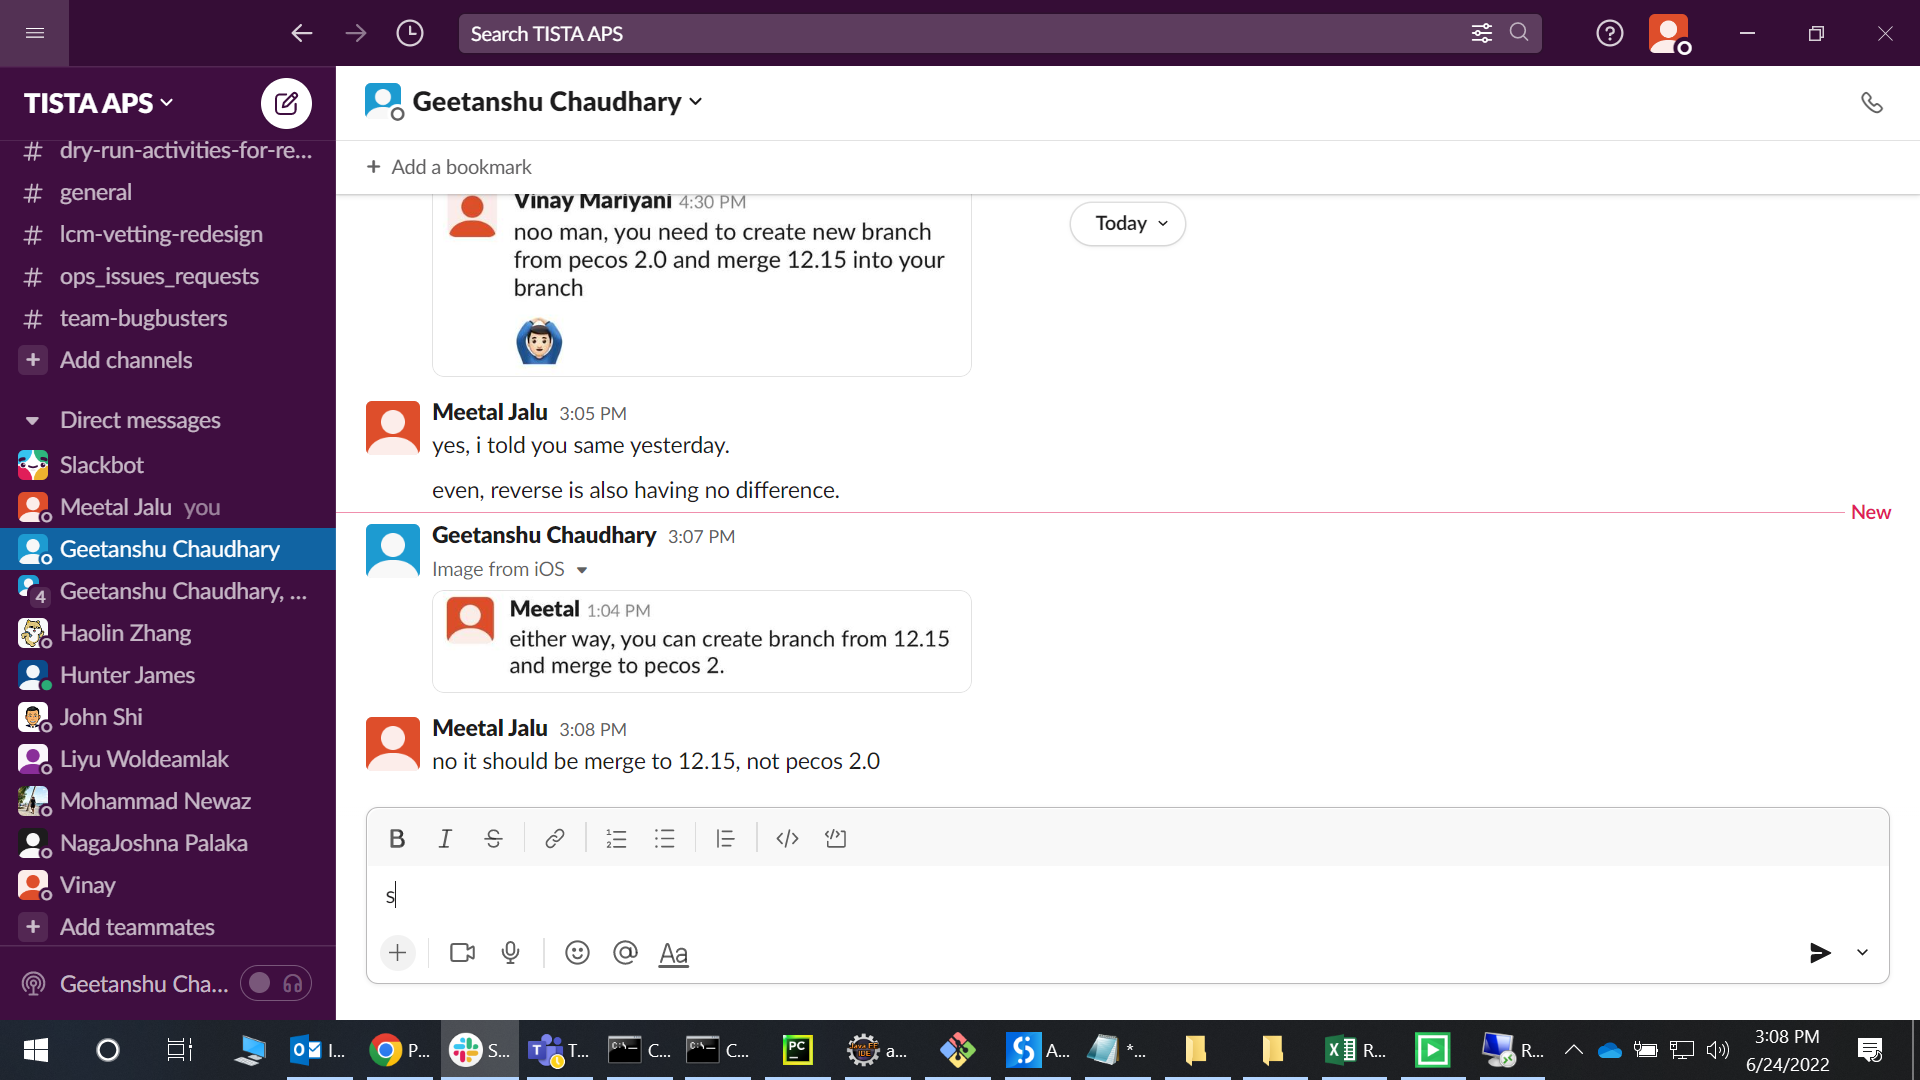 Search TISTA APS
TISTA APS
dry-run-activities-for-re...
general
lcm-vetting-redesign
ops_issues_requests
team-bugbusters
Add channels
Direct messages
Slackbot
Meetal Jalu you
Geetanshu Chaudhary
4 Geetanshu Chaudhary, ...
Haolin Zhang
Hunter James
John Shi
Liyu Woldeamlak
Mohammad Newaz
NagaJoshna Palaka
Vinay
Add teammates
Geetanshu Cha...
Geetanshu Chaudhary
+ Add a bookmark
Today
Vinay Mariyani 4:30 PM
noo man, you need to create new branch
from pecos 2.0 and merge 12.15 into your
branch
Meetal Jalu 3:05 PM
yes, i told you same yesterday.
even, reverse is also having no difference.
New
Geetanshu Chaudhary 3:07 PM
Image from iOS
Meetal 1:04 PM
either way, you can create branch from 12.15
and merge to pecos 2.
Meetal Jalu 3:08 PM
no it should be merge to 12.15, not pecos 2.0
B I S
s
@ Aa
I... P... S... T... C... C... PC a... A... *... R... R...
3:08 PM
6/24/2022